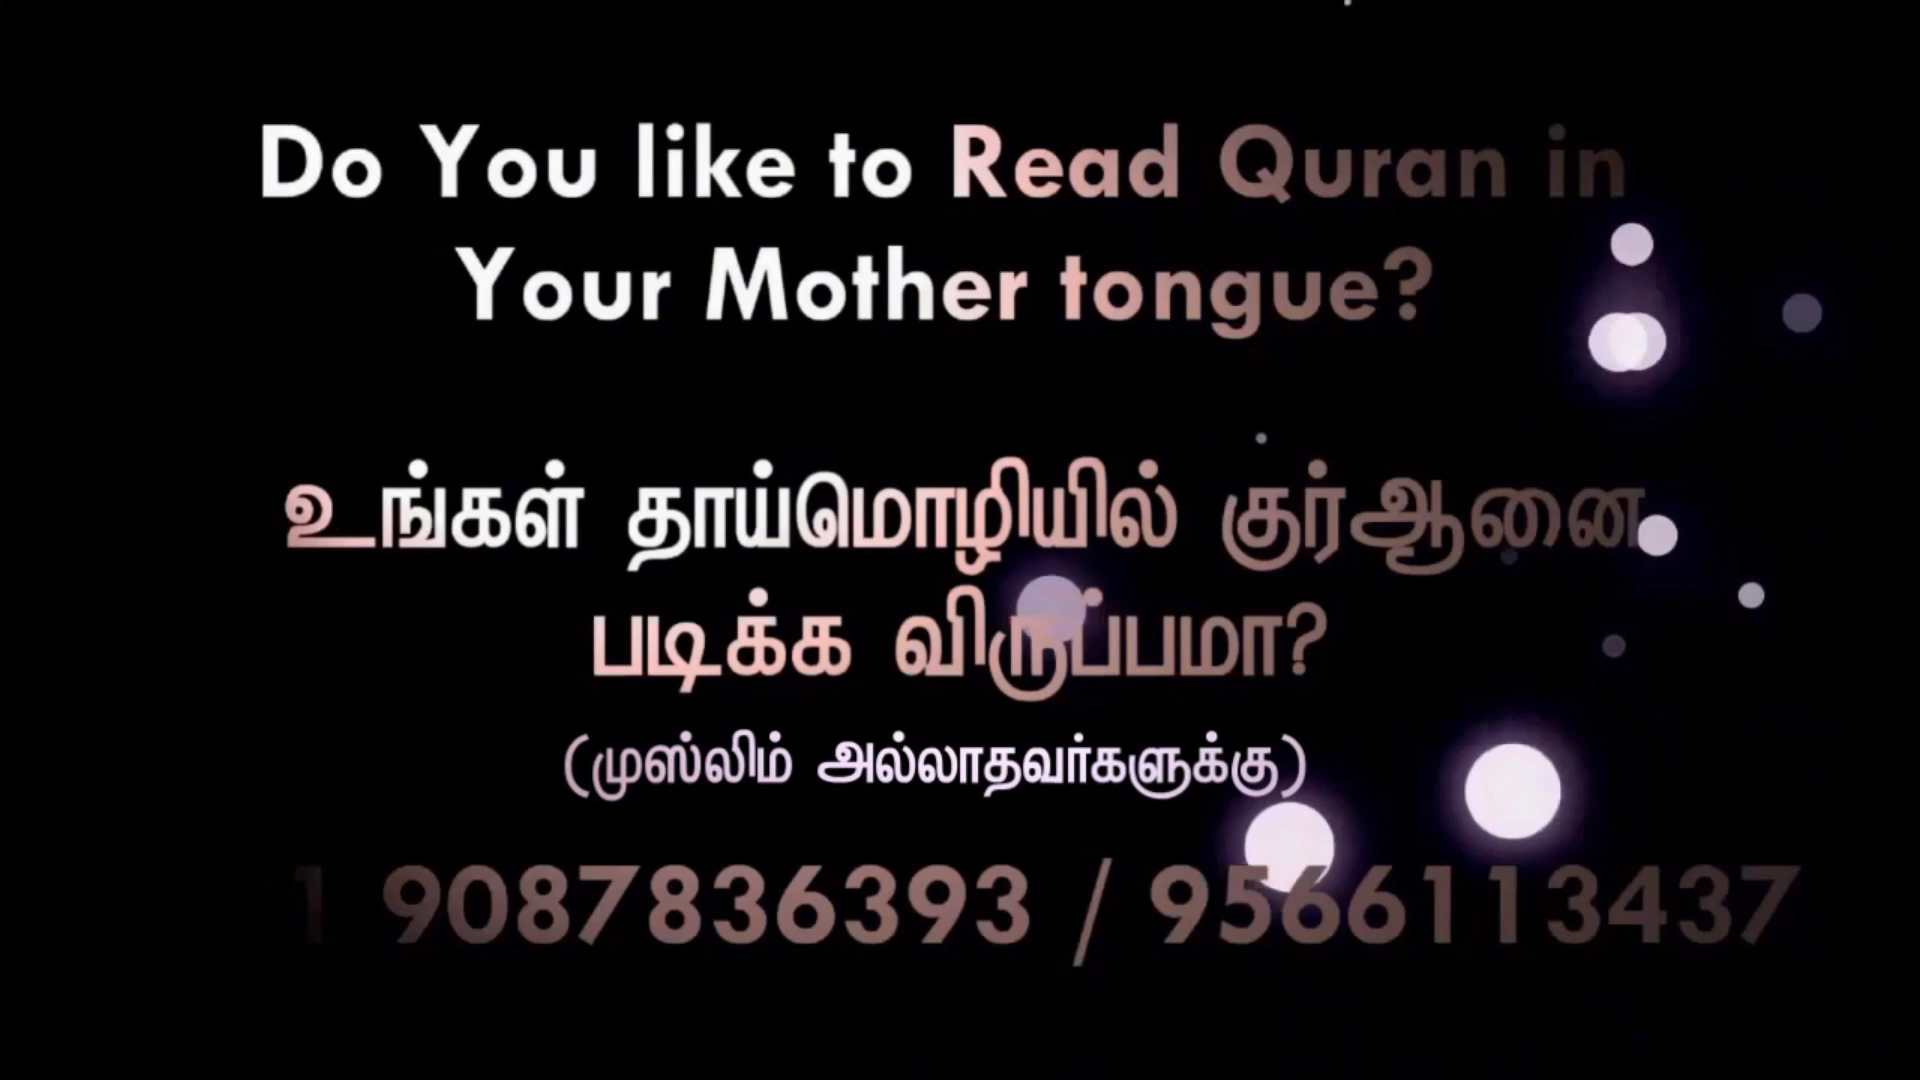 Do You like to Read Quran in
Your Mother tongue?
உங்கள் தாய்மொழியில் குர்ஆனை
படிக்க விருப்பமா?
(முஸ்லிம் அல்லாதவர்களுக்கு)
1 9087836393 / 9566113437